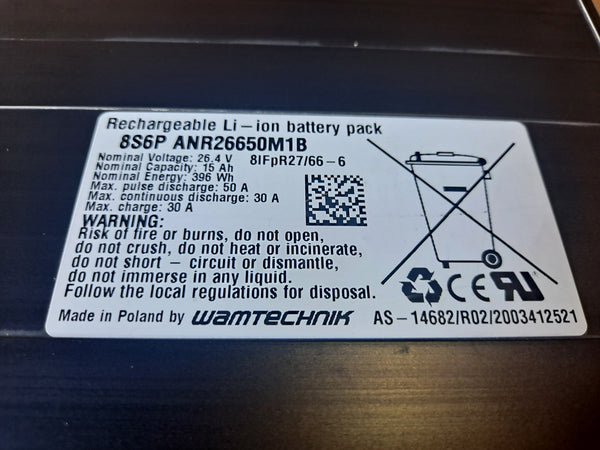 Rechargeable Li-ion battery pack
8S6P ANR26650M1B
Nominal Voltage: 26.4 V
8IFpR27/66-6
Nominal Capacity: 15 Ah
Nominal Energy: 396 Wh
Max. pulse discharge: 50 A
Max. continuous discharge: 30 A
Max. charge: 30 A
WARNING:
Risk of fire or burns, do not open,
do not crush, do not heat or incinerate,
do not short - circuit or dismantle,
do not immerse in any liquid.
Follow the local regulations for disposal.
CE
Made in Poland by wamtechnik
AS-14682/R02/2003412521